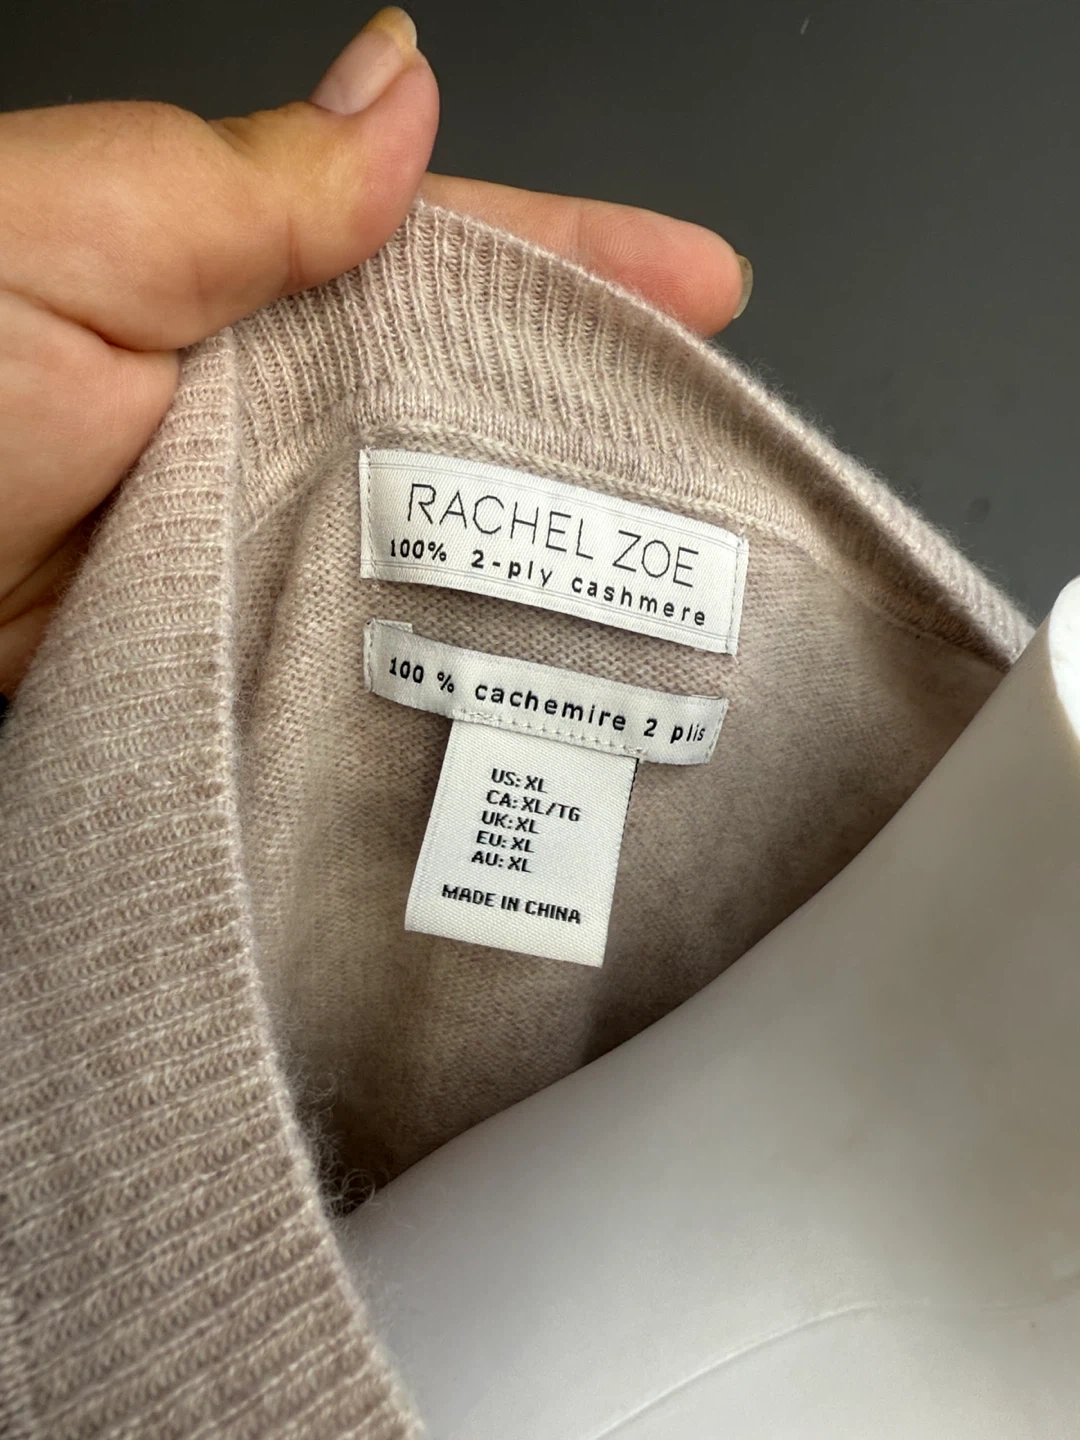 RACHEL ZOE
100% 2-ply cashmere
100 % cachemire 2 plis
US: XL
CA: XL/TG
UK: XL
EU: XL
AU: XL
MADE IN CHINA